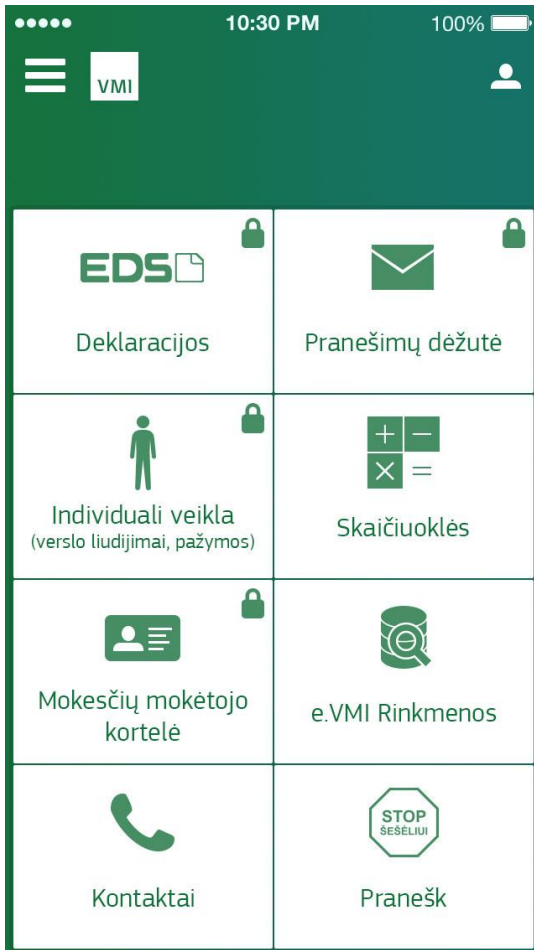 10:30 PM 100%
VMI
EDS
Deklaracijos
Pranešimų dėžutė
Individuali veikla
(verslo liudijimai, pažymos)
+ −
× =
Skaičiuoklės
Mokesčių mokėtojo
kortelė
e.VMI Rinkmenos
Kontaktai
STOP
ŠEŠĖLIUI
Pranešk